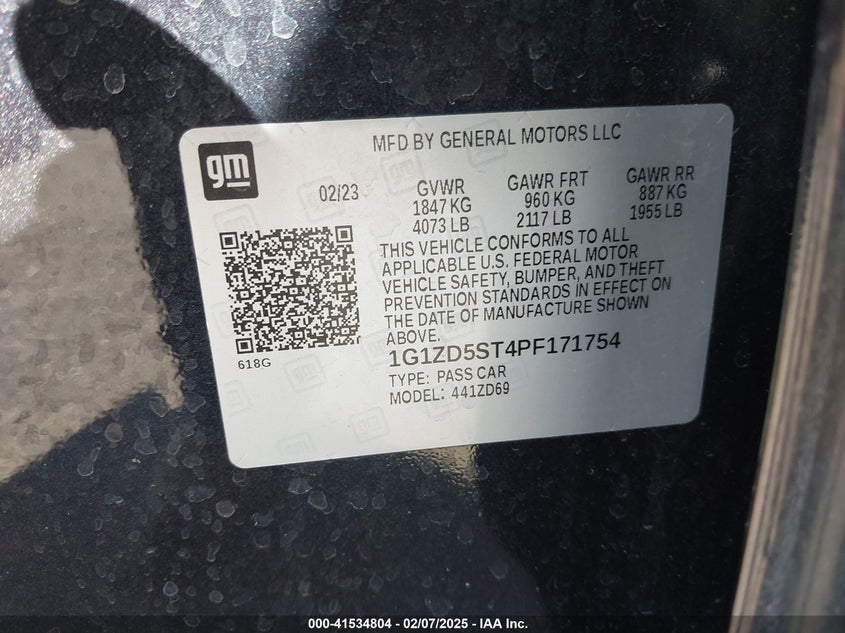 MFD BY GENERAL MOTORS LLC
gm
02/23
GVWR GAWR FRT GAWR RR
1847 KG 960 KG 887 KG
4073 LB 2117 LB 1955 LB
THIS VEHICLE CONFORMS TO ALL
APPLICABLE U.S. FEDERAL MOTOR
VEHICLE SAFETY, BUMPER, AND THEFT
PREVENTION STANDARDS IN EFFECT ON
THE DATE OF MANUFACTURE SHOWN
ABOVE.
618G
1G1ZD5ST4PF171754
TYPE: PASS CAR
MODEL: 441ZD69
000-41534804 - 02/07/2025 - IAA Inc.